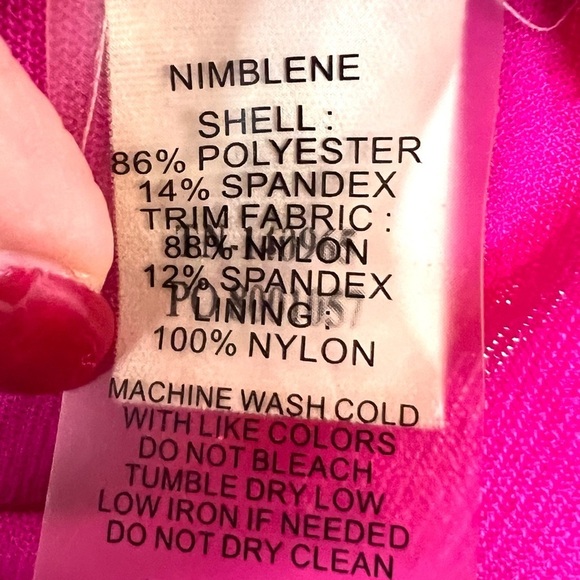 NIMBLENE
SHELL :
86% POLYESTER
14% SPANDEX
TRIM FABRIC :
88% NYLON
12% SPANDEX
LINING :
100% NYLON
MACHINE WASH COLD
WITH LIKE COLORS
DO NOT BLEACH
TUMBLE DRY LOW
LOW IRON IF NEEDED
DO NOT DRY CLEAN